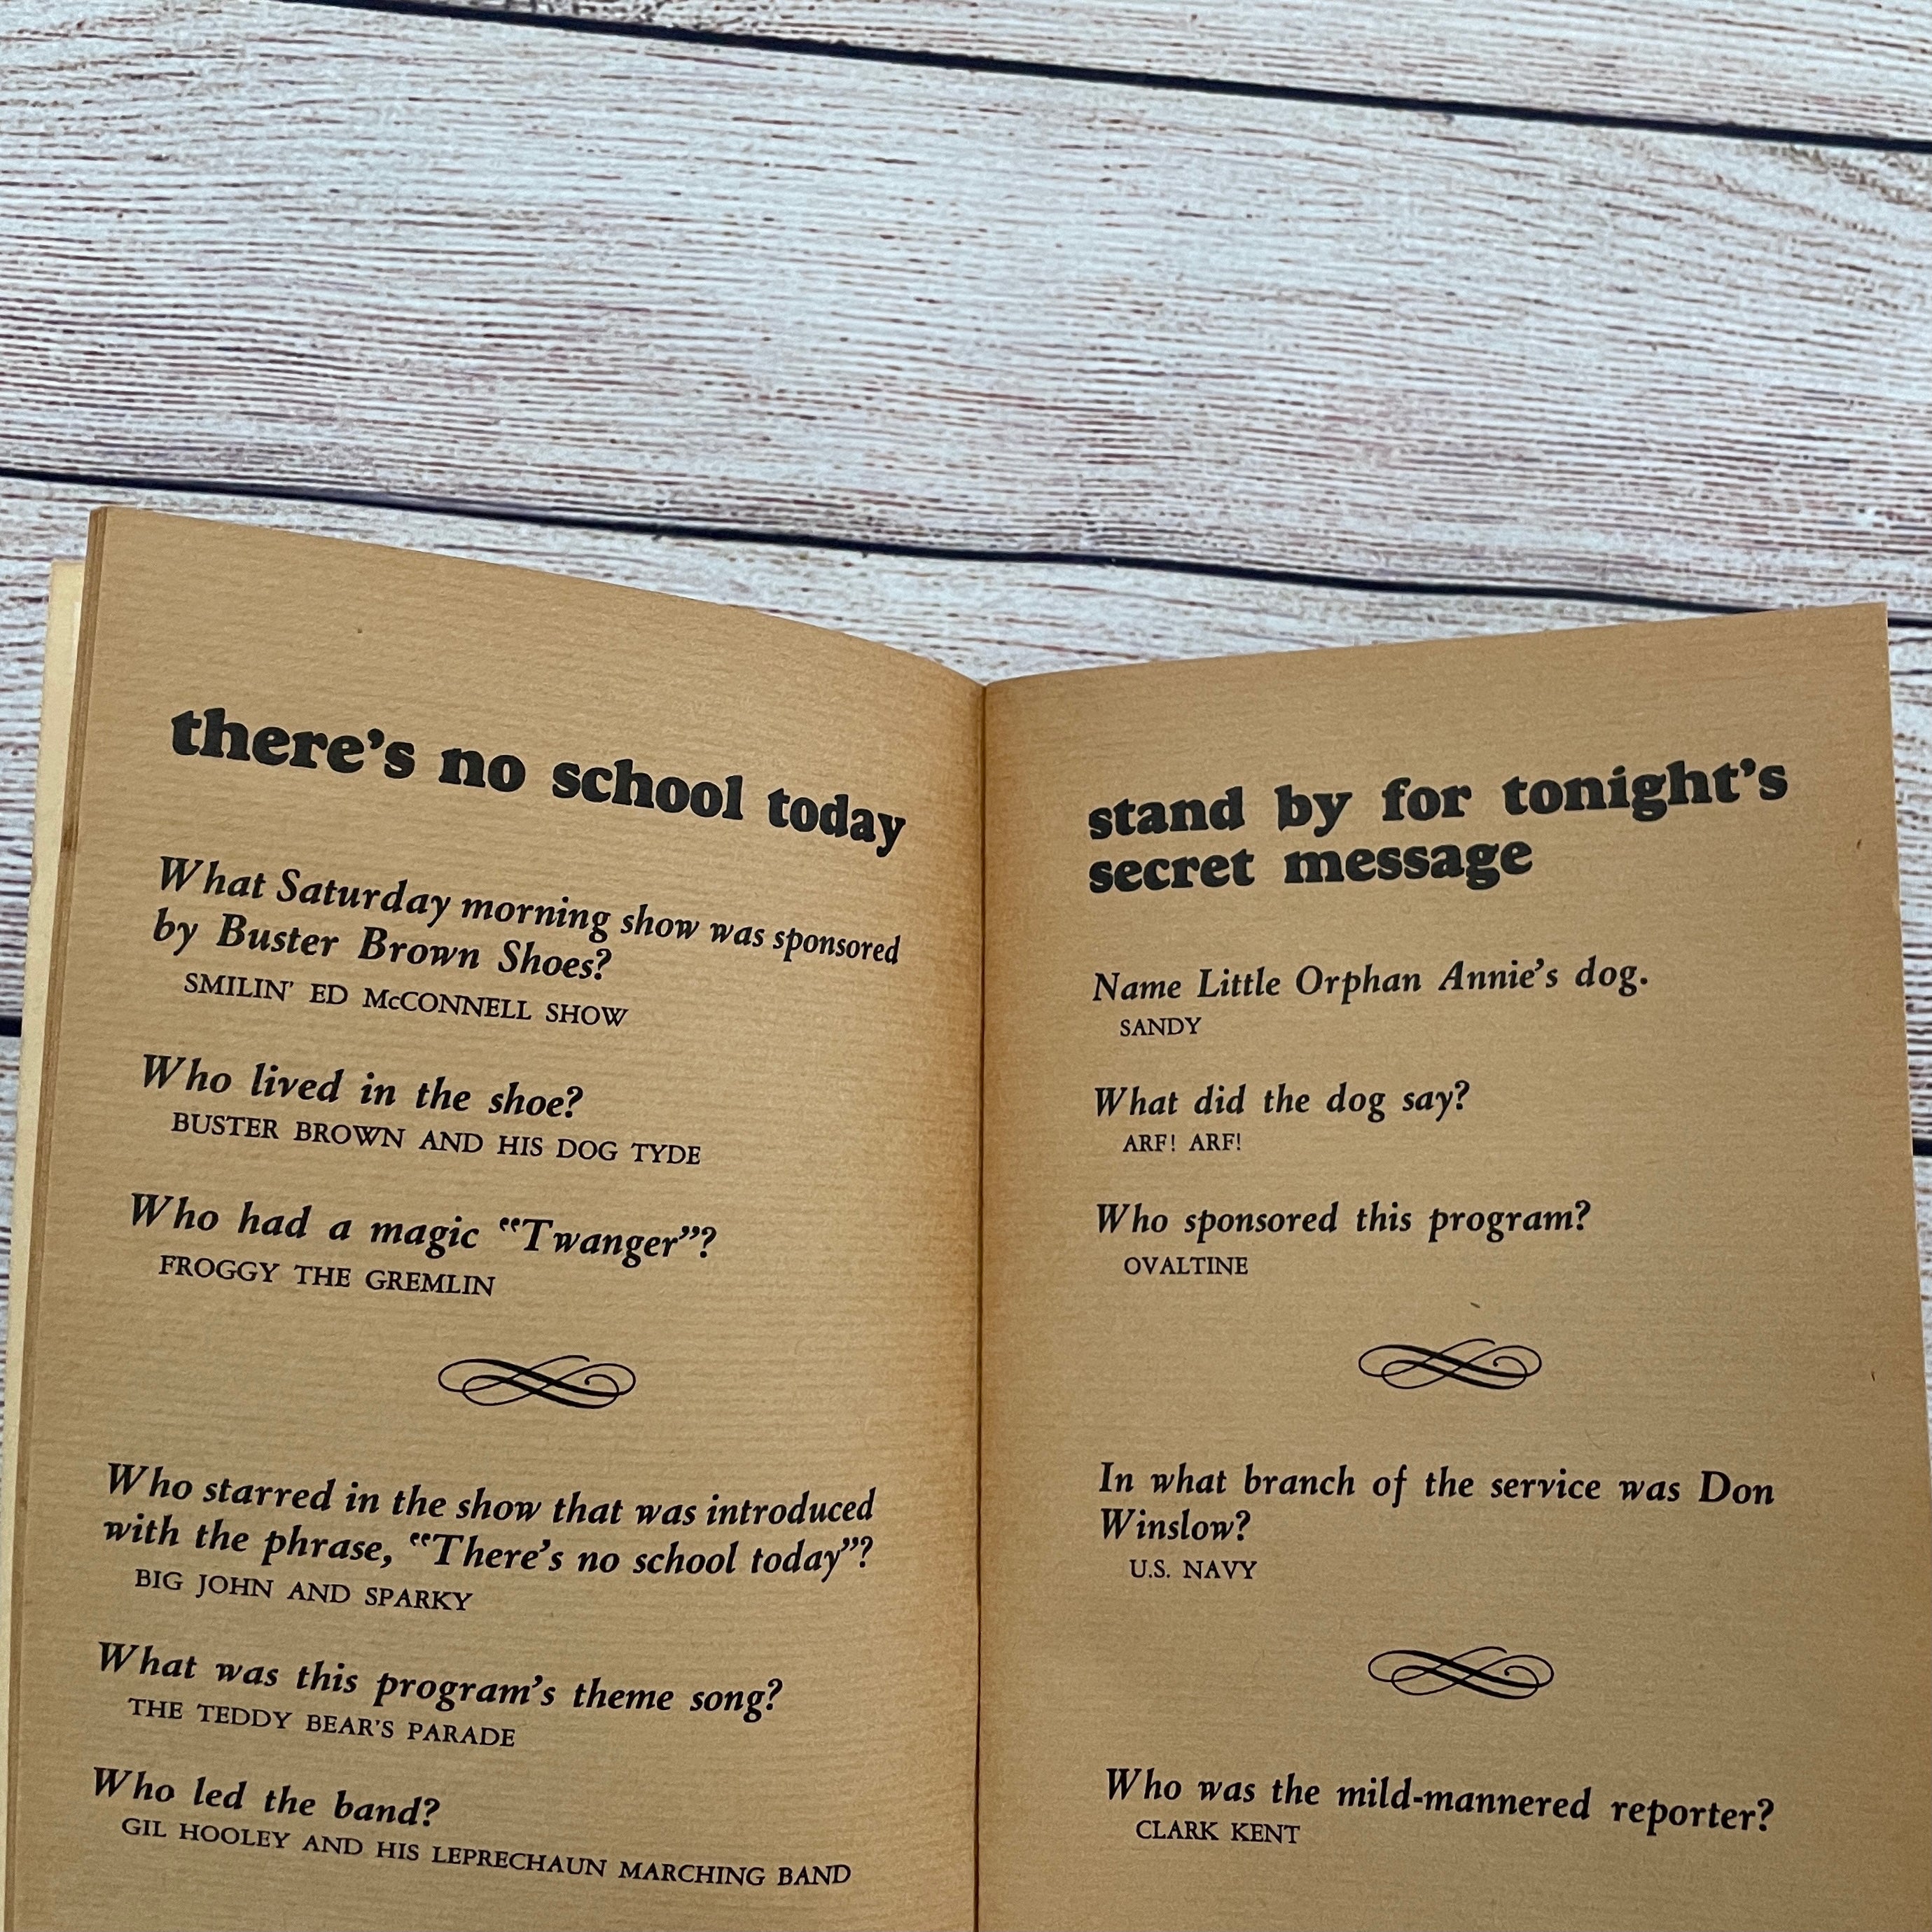 there's no school today
What Saturday morning show was sponsored
by Buster Brown Shoes?
SMILIN' ED McCONNELL SHOW
Who lived in the shoe?
BUSTER BROWN AND HIS DOG TYDE
Who had a magic "Twanger"?
FROGGY THE GREMLIN
Who starred in the show that was introduced
with the phrase, "There's no school today"?
BIG JOHN AND SPARKY
What was this program's theme song?
THE TEDDY BEAR'S PARADE
Who led the band?
GIL HOOLEY AND HIS LEPRECHAUN MARCHING BAND
stand by for tonight's
secret message
Name Little Orphan Annie's dog.
SANDY
What did the dog say?
ARF! ARF!
Who sponsored this program?
OVALTINE
In what branch of the service was Don
Winslow?
U.S. NAVY
Who was the mild-mannered reporter?
CLARK KENT